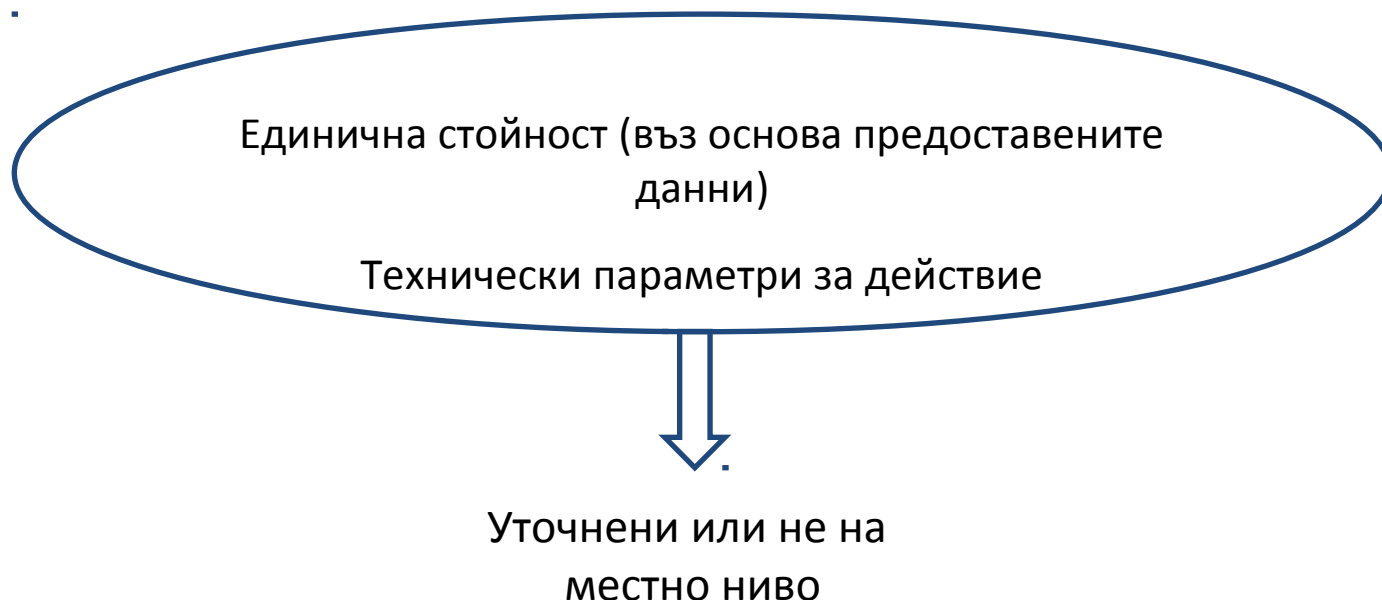 Единична стойност (въз основа предоставените
данни)
Технически параметри за действие
Уточнени или не на
местно ниво